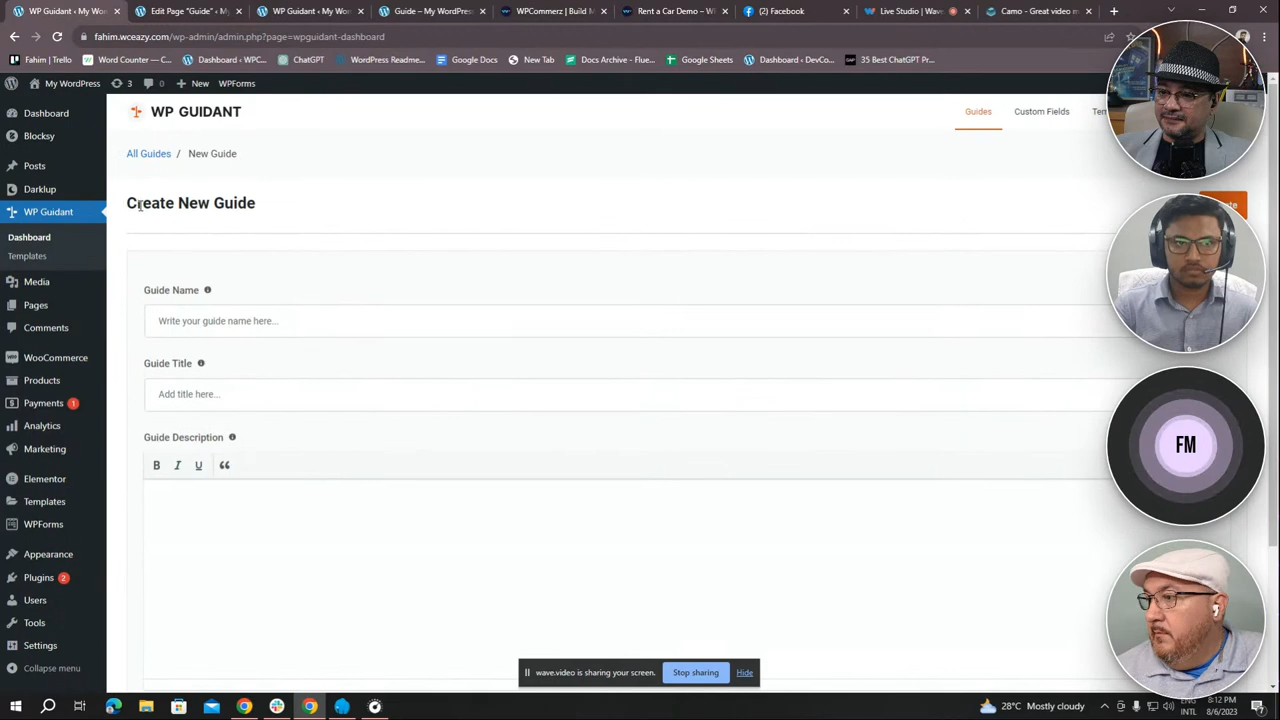 WP Guidant ‹ My Wo
Edit Page "Guide" ‹ My
WP Guidant ‹ My Wo
Guide – My WordPress
WPCommerz | Build M
Rent a Car Demo – WP
(2) Facebook
Live Studio | Wave
Camo - Great video m
fahim.wceazy.com/wp-admin/admin.php?page=wpguidant-dashboard
Fahim | Trello
Word Counter — C...
Dashboard ‹ WPC...
ChatGPT
WordPress Readme...
Google Docs
New Tab
Docs Archive - Flue...
Google Sheets
Dashboard ‹ DevCo...
35 Best ChatGPT Pr...
My WordPress
3
0
New
WPForms
Dashboard
Blocksy
Posts
Darklup
WP Guidant
Dashboard
Templates
Media
Pages
Comments
WooCommerce
Products
Payments 1
Analytics
Marketing
Elementor
Templates
WPForms
Appearance
Plugins 2
Users
Tools
Settings
Collapse menu
WP GUIDANT
Guides
Custom Fields
Tem
All Guides / New Guide
Create New Guide
Guide Name
Write your guide name here...
Guide Title
Add title here...
Guide Description
B I U
FM
wave.video is sharing your screen.
Stop sharing
Hide
28°C Mostly cloudy
ENG
INTL
8:12 PM
8/6/2023
7